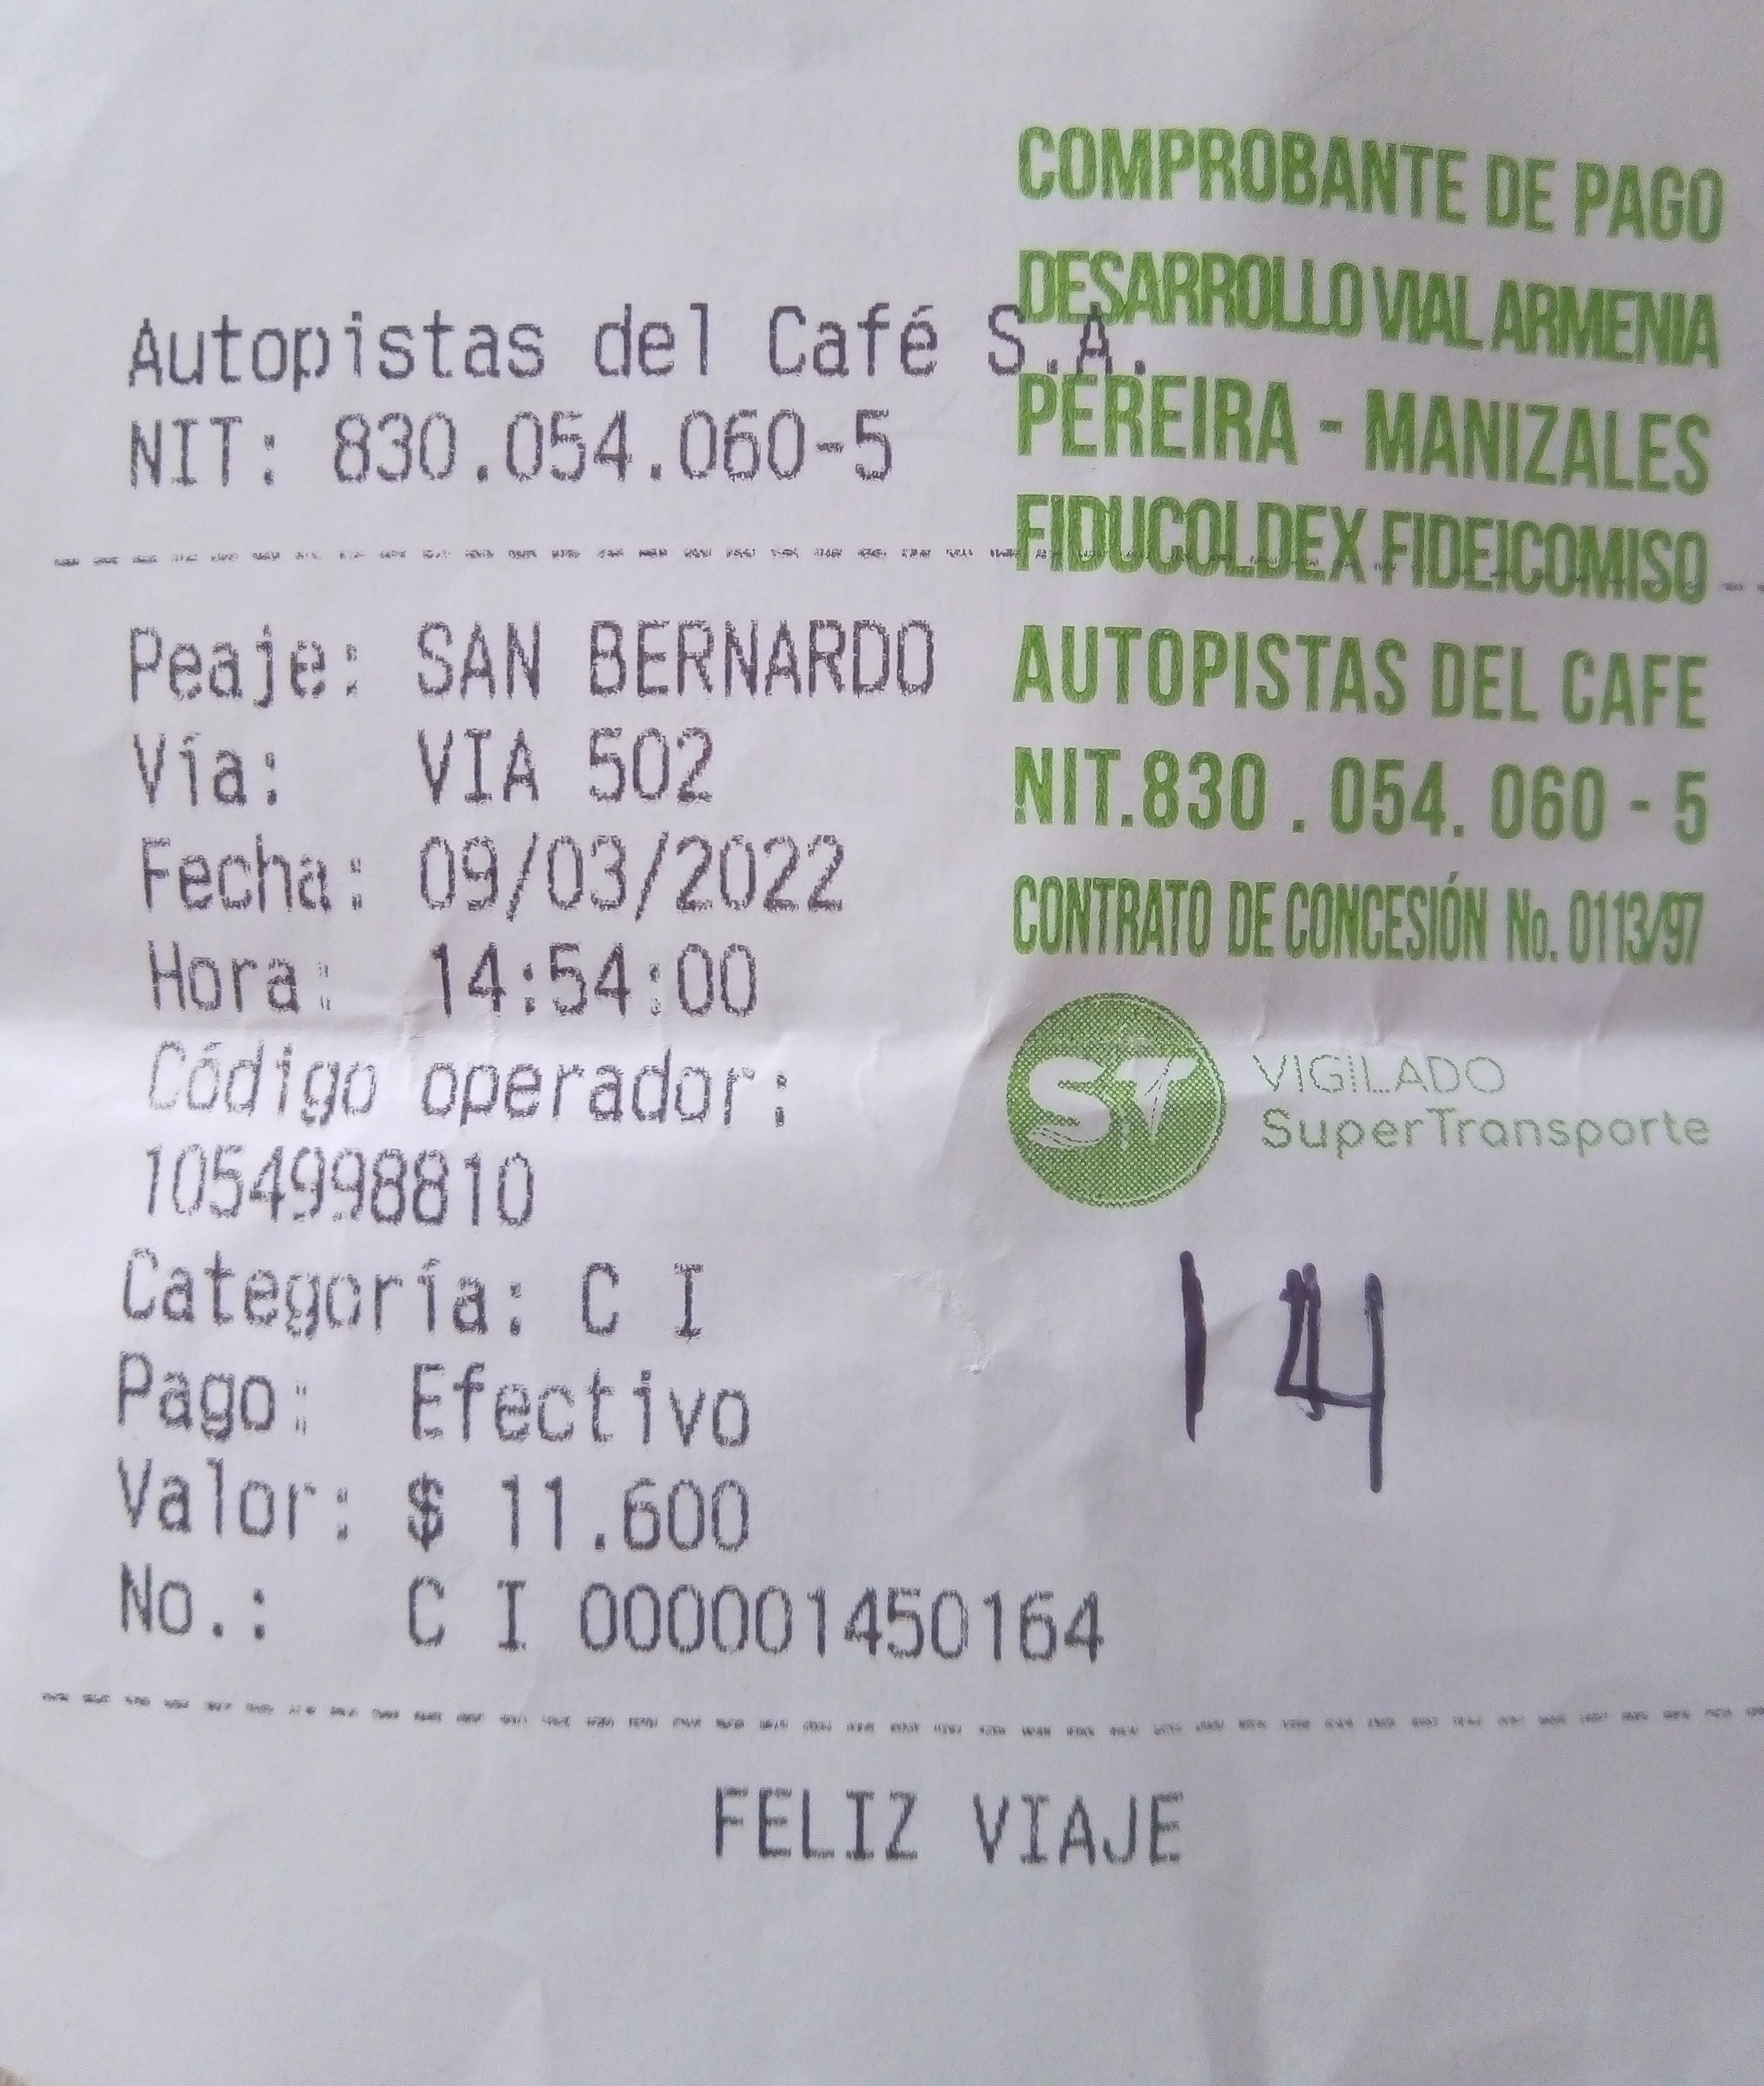 COMPROBANTE DE PAGO
DESARROLLO VIAL ARMENIA
PEREIRA - MANIZALES
FIDUCOLDEX FIDEICOMISO
AUTOPISTAS DEL CAFE
NIT.830 . 054. 060 - 5
CONTRATO DE CONCESIÓN No. 0113/97
ST
VIGILADO
SuperTransporte
14
Autopistas del Café S.A.
NIT: 830.054.060-5
Peaje: SAN BERNARDO
Vía: VIA 502
Fecha: 09/03/2022
Hora: 14:54:00
Código operador:
1054998810
Categoría: C I
Pago: Efectivo
Valor: $ 11.600
No.: C I 000001450164
FELIZ VIAJE